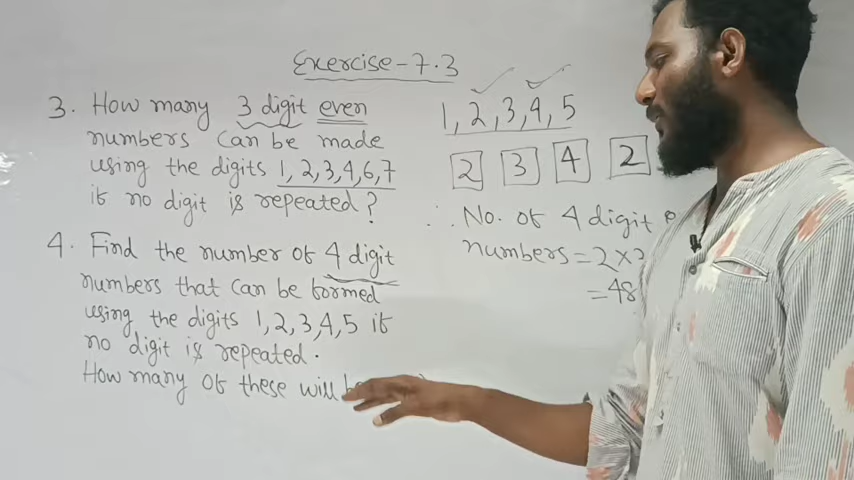 Exercise-7.3
3. How many 3 digit even
numbers can be made
using the digits 1, 2, 3, 4, 6, 7
if no digit is repeated?
4. Find the number of 4 digit
numbers that can be formed
using the digits 1, 2, 3, 4, 5 if
no digit is repeated.
How many of these will
1, 2, 3, 4, 5
2 3 4 2
∴ No. of 4 digit
numbers = 2 ×
= 48